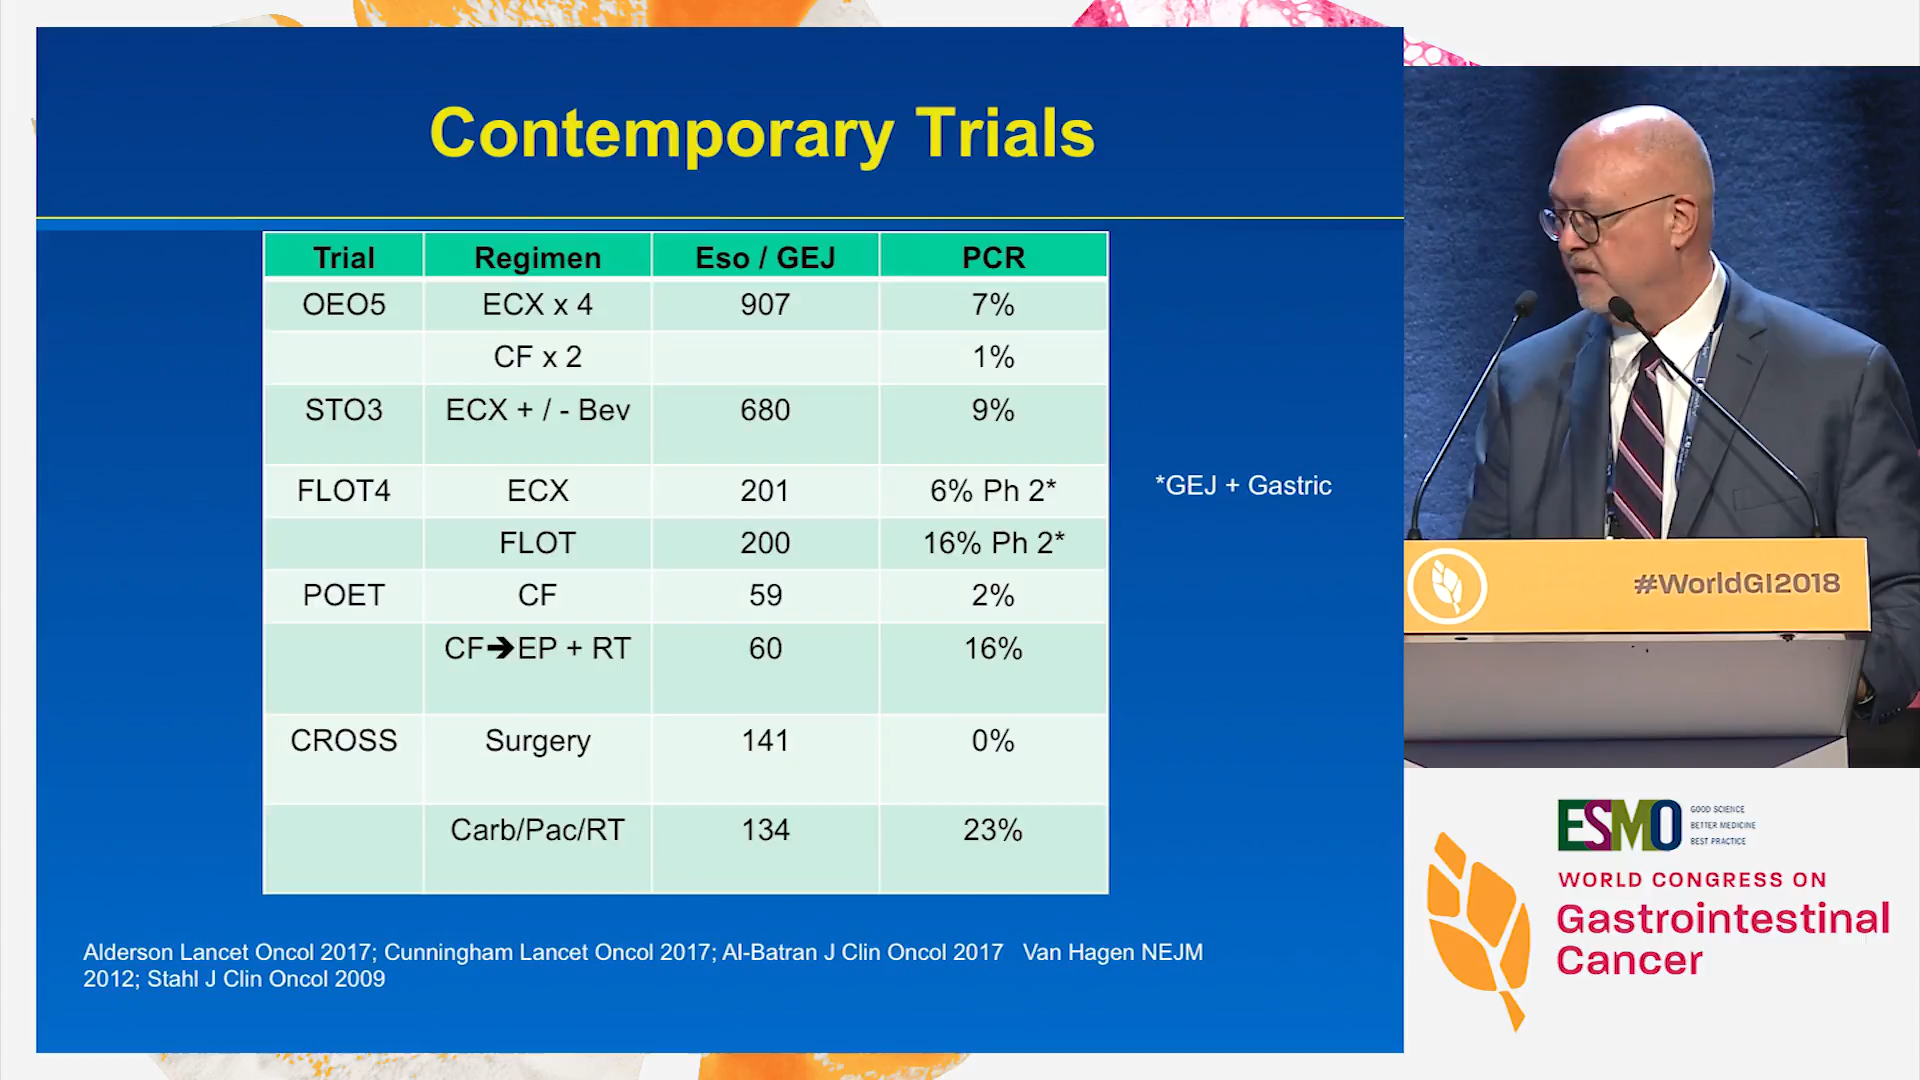 Contemporary Trials
Trial Regimen Eso / GEJ PCR
OEO5 ECX x 4 907 7%
CF x 2 1%
STO3 ECX + / - Bev 680 9%
FLOT4 ECX 201 6% Ph 2*
FLOT 200 16% Ph 2*
POET CF 59 2%
CF➔EP + RT 60 16%
CROSS Surgery 141 0%
Carb/Pac/RT 134 23%
*GEJ + Gastric
Alderson Lancet Oncol 2017; Cunningham Lancet Oncol 2017; Al-Batran J Clin Oncol 2017 Van Hagen NEJM
2012; Stahl J Clin Oncol 2009
#WorldGI2018
ESMO
GOOD SCIENCE
BETTER MEDICINE
BEST PRACTICE
WORLD CONGRESS ON
Gastrointestinal
Cancer